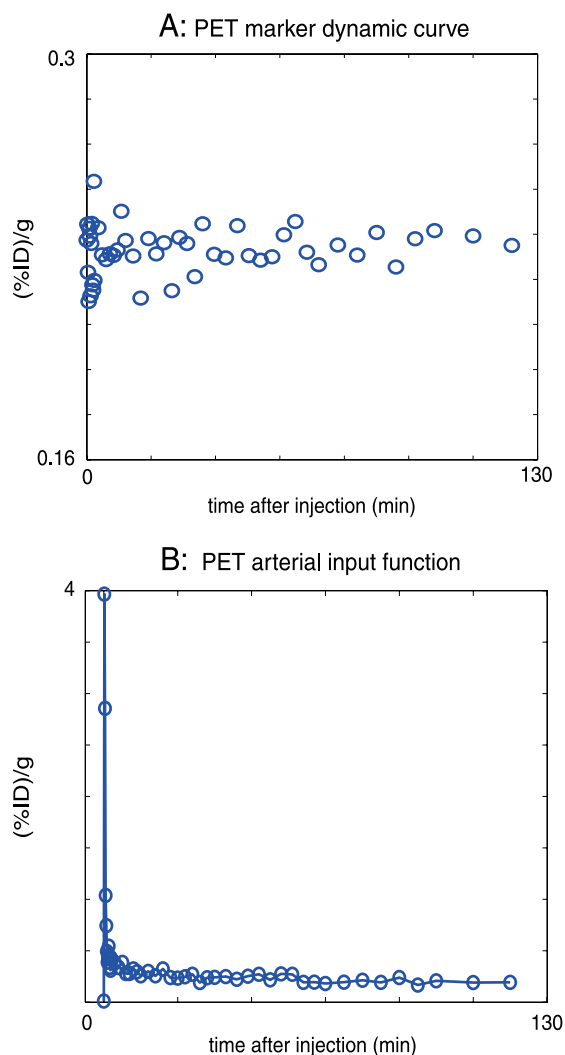 A: PET marker dynamic curve
0.3
(%ID)/g
0.16
0
130
time after injection (min)
B: PET arterial input function
4
(%ID)/g
0
130
time after injection (min)